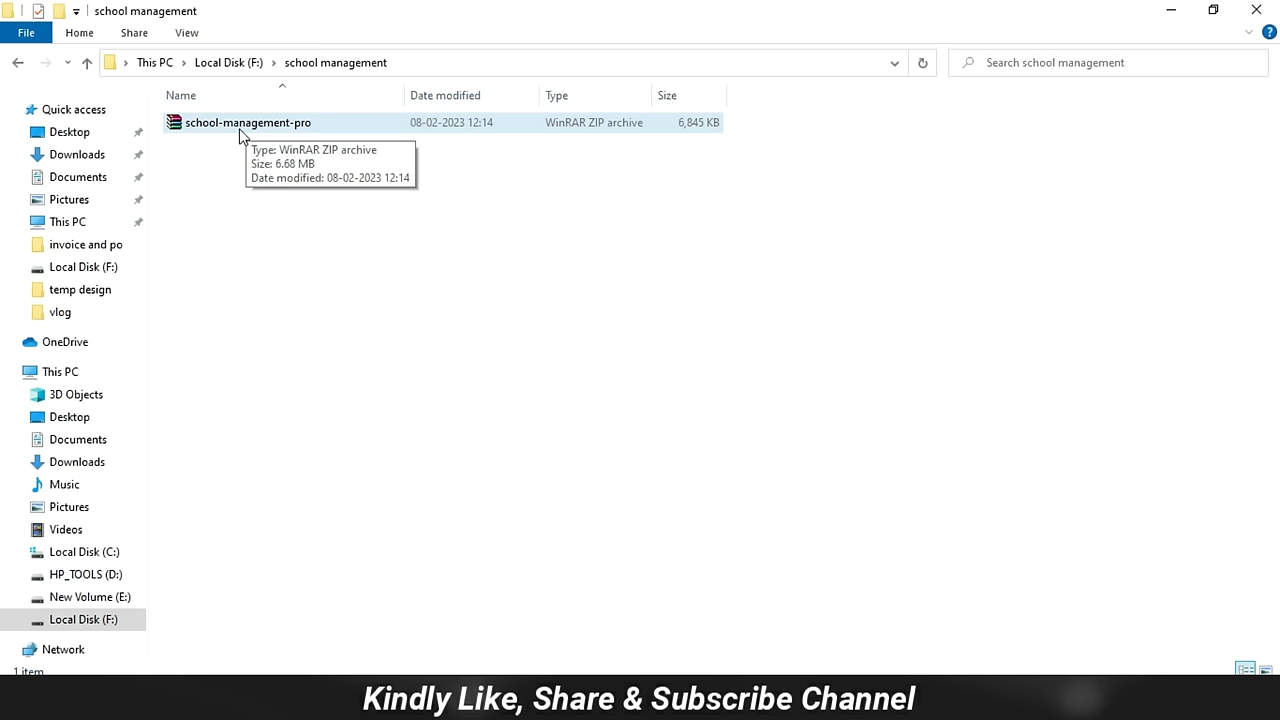 school management
File Home Share View
This PC Local Disk (F:) school management
Search school management
Name Date modified Type Size
school-management-pro 08-02-2023 12:14 WinRAR ZIP archive 6,845 KB
Type: WinRAR ZIP archive
Size: 6.68 MB
Date modified: 08-02-2023 12:14
Quick access
Desktop
Downloads
Documents
Pictures
This PC
invoice and po
Local Disk (F:)
temp design
vlog
OneDrive
This PC
3D Objects
Desktop
Documents
Downloads
Music
Pictures
Videos
Local Disk (C:)
HP_TOOLS (D:)
New Volume (E:)
Local Disk (F:)
Network
1 item
Kindly Like, Share & Subscribe Channel